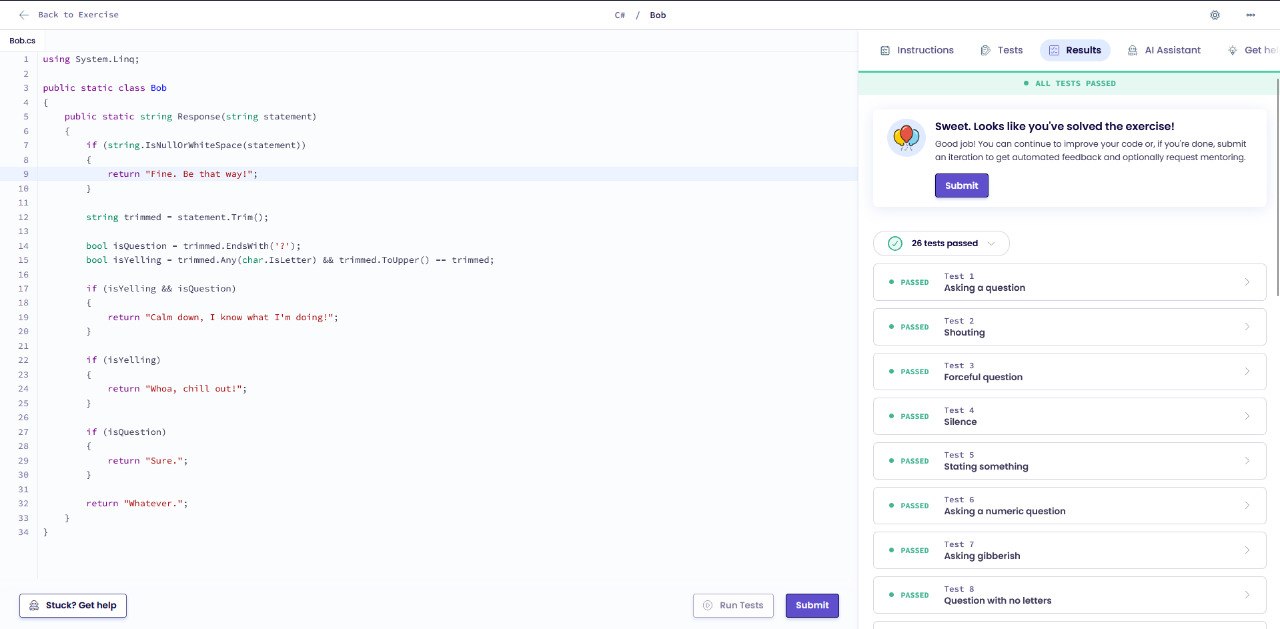 Back to Exercise
C# / Bob
Bob.cs
1 using System.Linq;
2
3 public static class Bob
4 {
5 public static string Response(string statement)
6 {
7 if (string.IsNullOrWhiteSpace(statement))
8 {
9 return "Fine. Be that way!";
10 }
11
12 string trimmed = statement.Trim();
13
14 bool isQuestion = trimmed.EndsWith('?');
15 bool isYelling = trimmed.Any(char.IsLetter) && trimmed.ToUpper() == trimmed;
16
17 if (isYelling && isQuestion)
18 {
19 return "Calm down, I know what I'm doing!";
20 }
21
22 if (isYelling)
23 {
24 return "Whoa, chill out!";
25 }
26
27 if (isQuestion)
28 {
29 return "Sure.";
30 }
31
32 return "Whatever.";
33 }
34 }
Stuck? Get help
Run Tests
Submit
Instructions
Tests
Results
AI Assistant
Get hel
ALL TESTS PASSED
Sweet. Looks like you've solved the exercise!
Good job! You can continue to improve your code or, if you're done, submit
an iteration to get automated feedback and optionally request mentoring.
Submit
26 tests passed
PASSED
Test 1
Asking a question
PASSED
Test 2
Shouting
PASSED
Test 3
Forceful question
PASSED
Test 4
Silence
PASSED
Test 5
Stating something
PASSED
Test 6
Asking a numeric question
PASSED
Test 7
Asking gibberish
PASSED
Test 8
Question with no letters